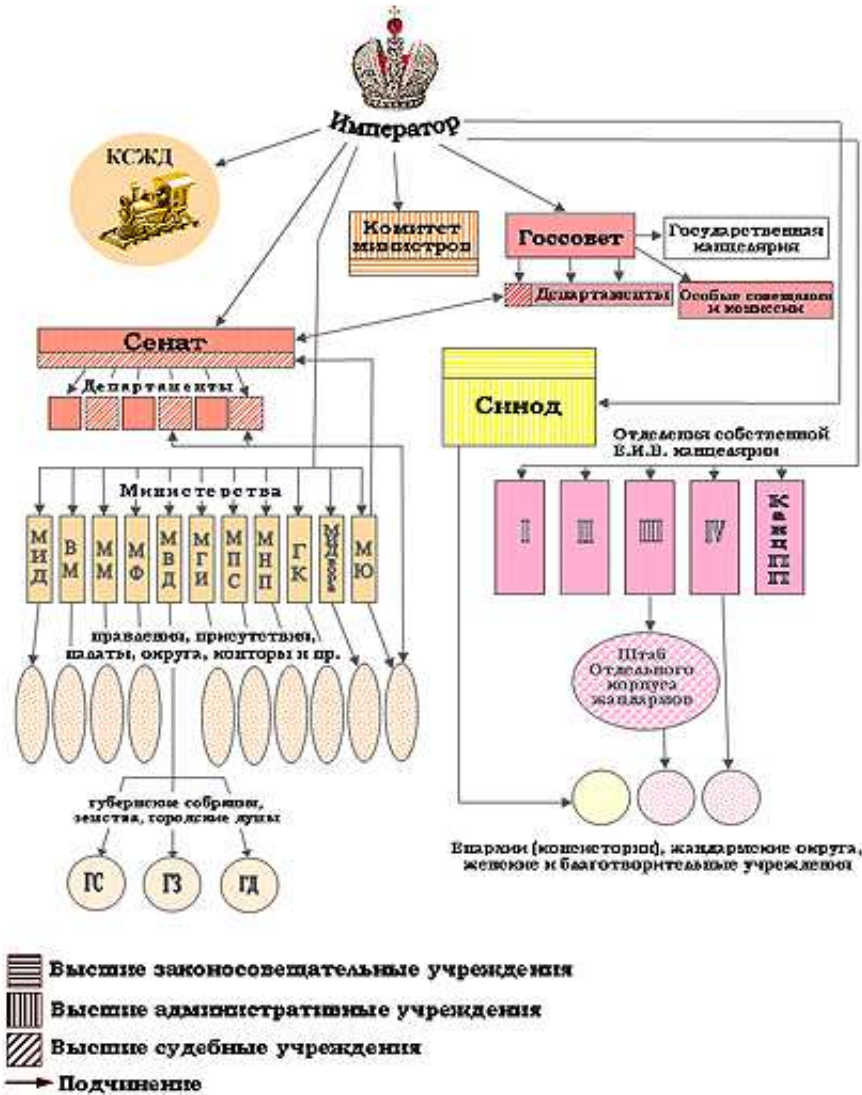 Император
КСЖД
Комитет
министров
Госсовет
Государственная
канцелярия
Департаменты
Особые совещания
и комиссии
Сенат
Департаменты
Синод
Отделения собственной
Е.И.В. канцелярии
Министерства
МИД
ВМ
ММ
МФ
МВД
МГИ
МПС
МНП
ГК
МЮ
I
II
III
IV
Канц ПП
правления, присутствия,
палаты, округа, конторы и пр.
Штаб
Отдельного
корпуса
жандармов
губернские собрания,
земства, городские думы
ГС
ГЗ
ГД
Епархии (консистории), жандармские округа,
женские и благотворительные учреждения
Высшие законосовещательные учреждения
Высшие административные учреждения
Высшие судебные учреждения
Подчинение